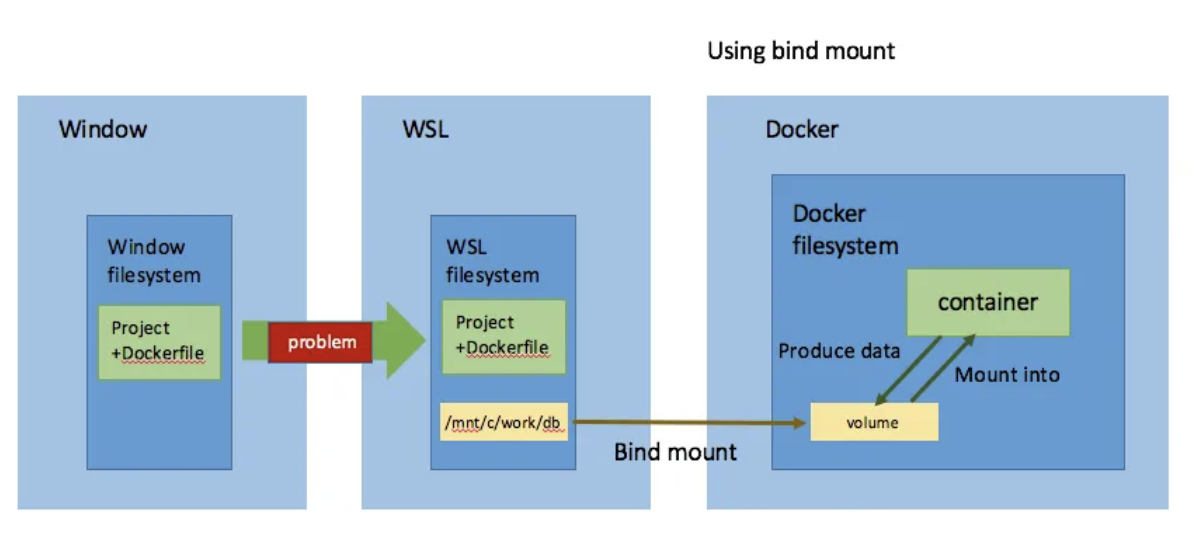 Using bind mount
Window
WSL
Docker
Window
filesystem
Project
+Dockerfile
problem
WSL
filesystem
Project
+Dockerfile
/mnt/c/work/db
Bind mount
Docker
filesystem
container
Produce data
Mount into
volume